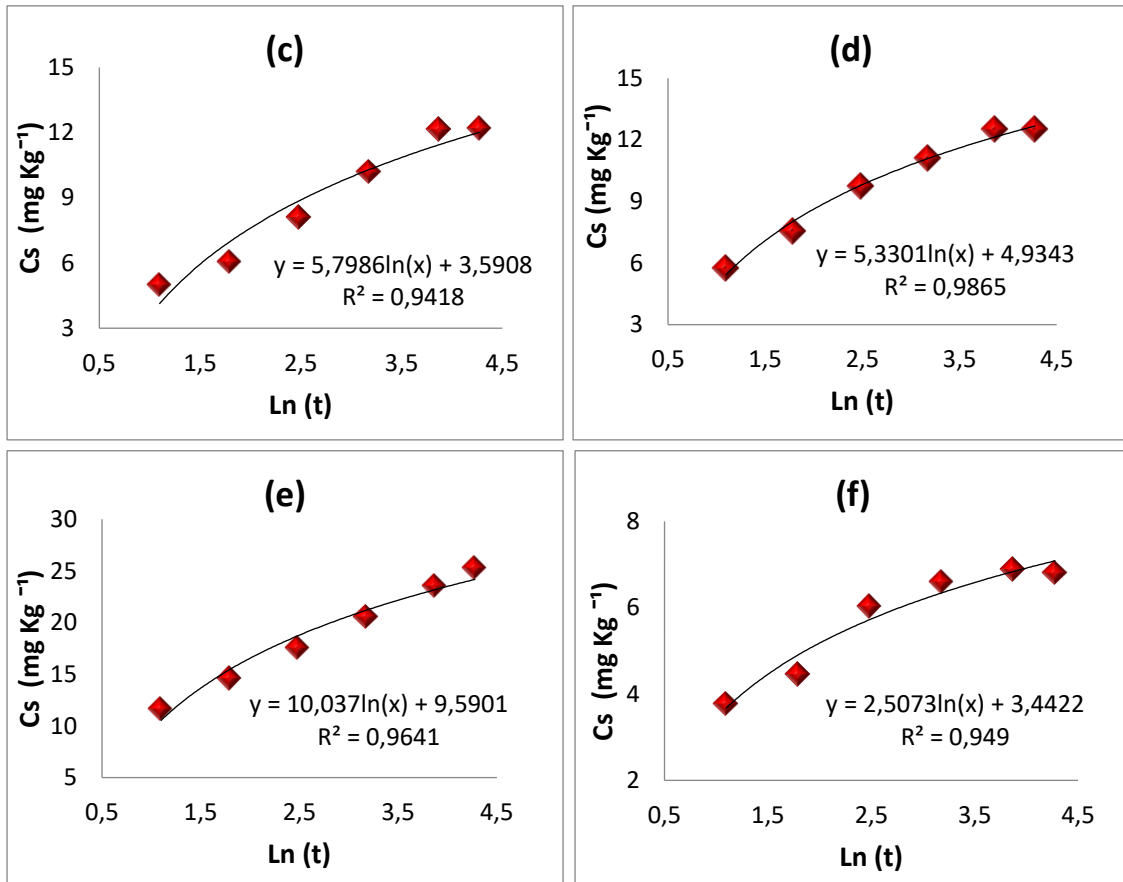 (c)
15
12
9
6
3
Cs (mg Kg⁻¹)
y = 5,7986ln(x) + 3,5908
R² = 0,9418
0,5 1,5 2,5 3,5 4,5
Ln (t)
(d)
15
12
9
6
3
Cs (mg Kg⁻¹)
y = 5,3301ln(x) + 4,9343
R² = 0,9865
0,5 1,5 2,5 3,5 4,5
Ln (t)
(e)
30
25
20
15
10
5
Cs (mg Kg⁻¹)
y = 10,037ln(x) + 9,5901
R² = 0,9641
0,5 1,5 2,5 3,5 4,5
Ln (t)
(f)
8
6
4
2
Cs (mg Kg⁻¹)
y = 2,5073ln(x) + 3,4422
R² = 0,949
0,5 1,5 2,5 3,5 4,5
Ln (t)